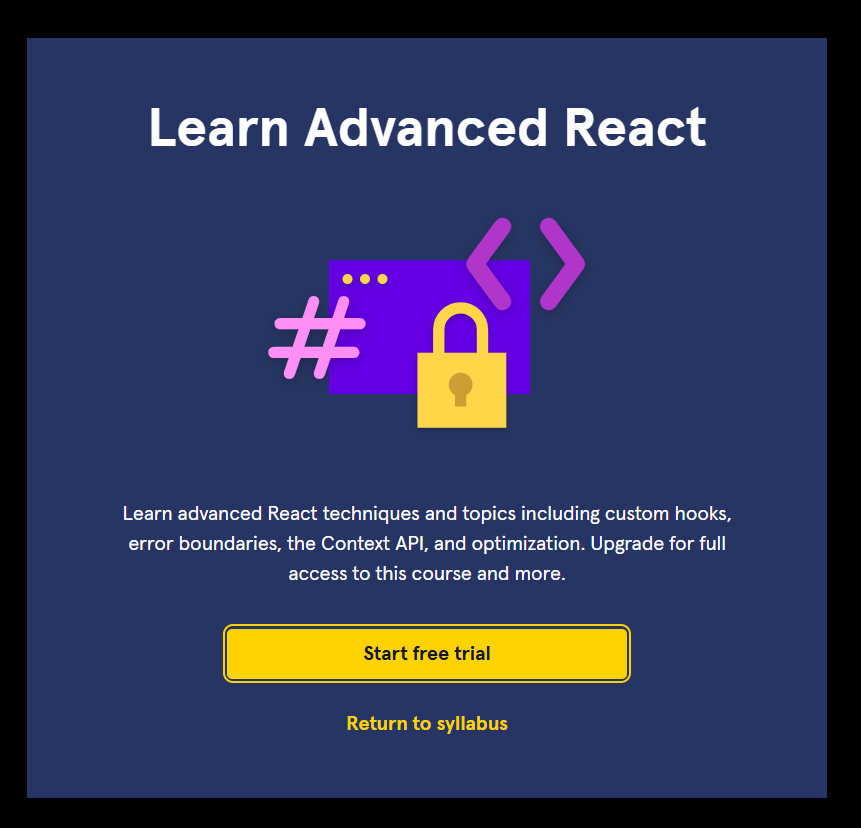 Learn Advanced React
Learn advanced React techniques and topics including custom hooks,
error boundaries, the Context API, and optimization. Upgrade for full
access to this course and more.
Start free trial
Return to syllabus